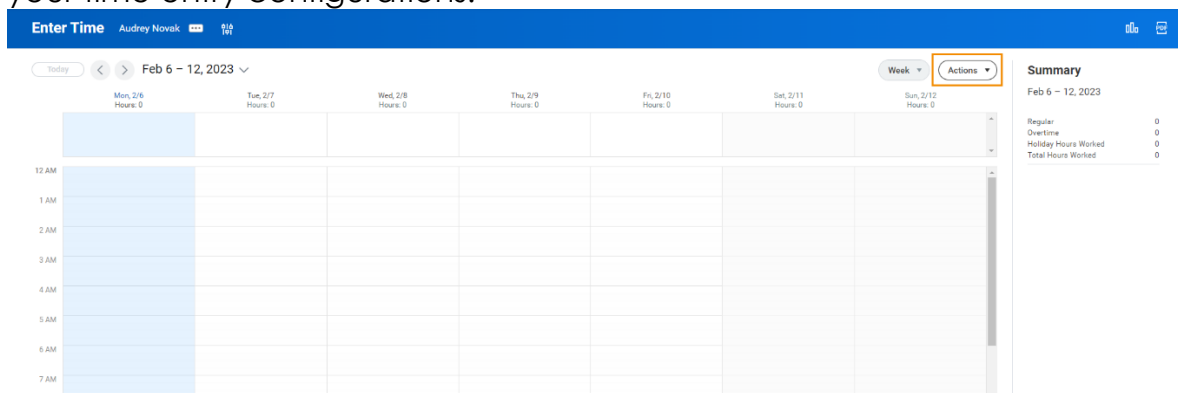 your time entry configurations.
Enter Time Audrey Novak
PDF
Today Feb 6 – 12, 2023 Week Actions Summary
Feb 6 – 12, 2023
Mon, 2/6 Tue, 2/7 Wed, 2/8 Thu, 2/9 Fri, 2/10 Sat, 2/11 Sun, 2/12
Hours: 0 Hours: 0 Hours: 0 Hours: 0 Hours: 0 Hours: 0 Hours: 0
Regular 0
Overtime 0
Holiday Hours Worked 0
Total Hours Worked 0
12 AM
1 AM
2 AM
3 AM
4 AM
5 AM
6 AM
7 AM